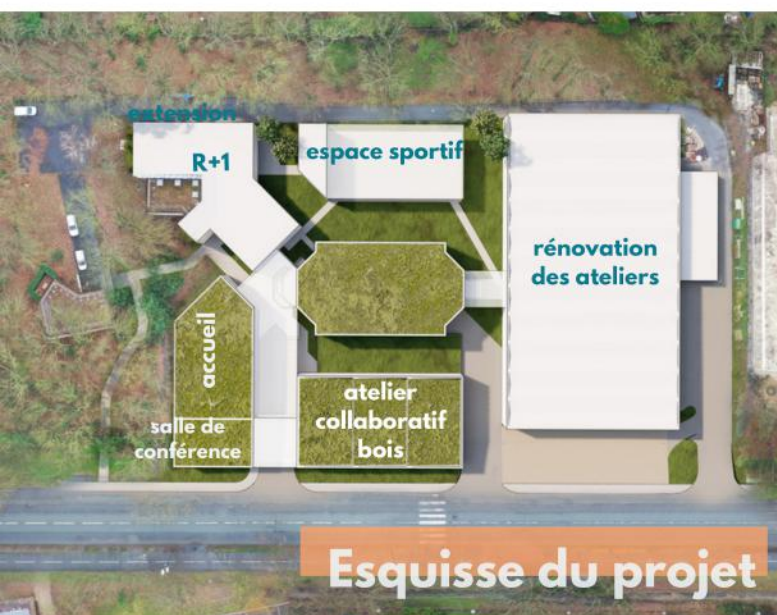 extension
R+1
espace sportif
rénovation
des ateliers
accueil
salle de
conférence
atelier
collaboratif
bois
Esquisse du projet